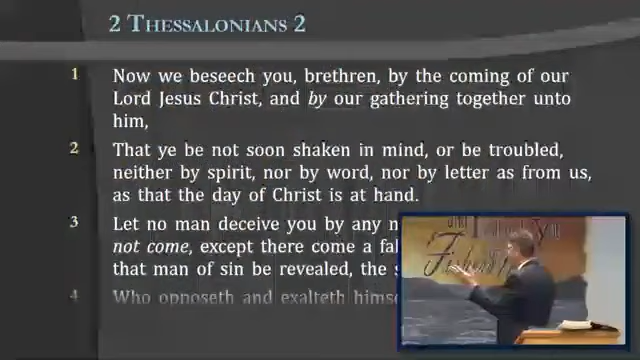 2 THESSALONIANS 2
1 Now we beseech you, brethren, by the coming of our
Lord Jesus Christ, and by our gathering together unto
him,
2 That ye be not soon shaken in mind, or be troubled,
neither by spirit, nor by word, nor by letter as from us,
as that the day of Christ is at hand.
3 Let no man deceive you by any
not come, except there come a
that man of sin be revealed, the
4 Who opposeth and exalteth